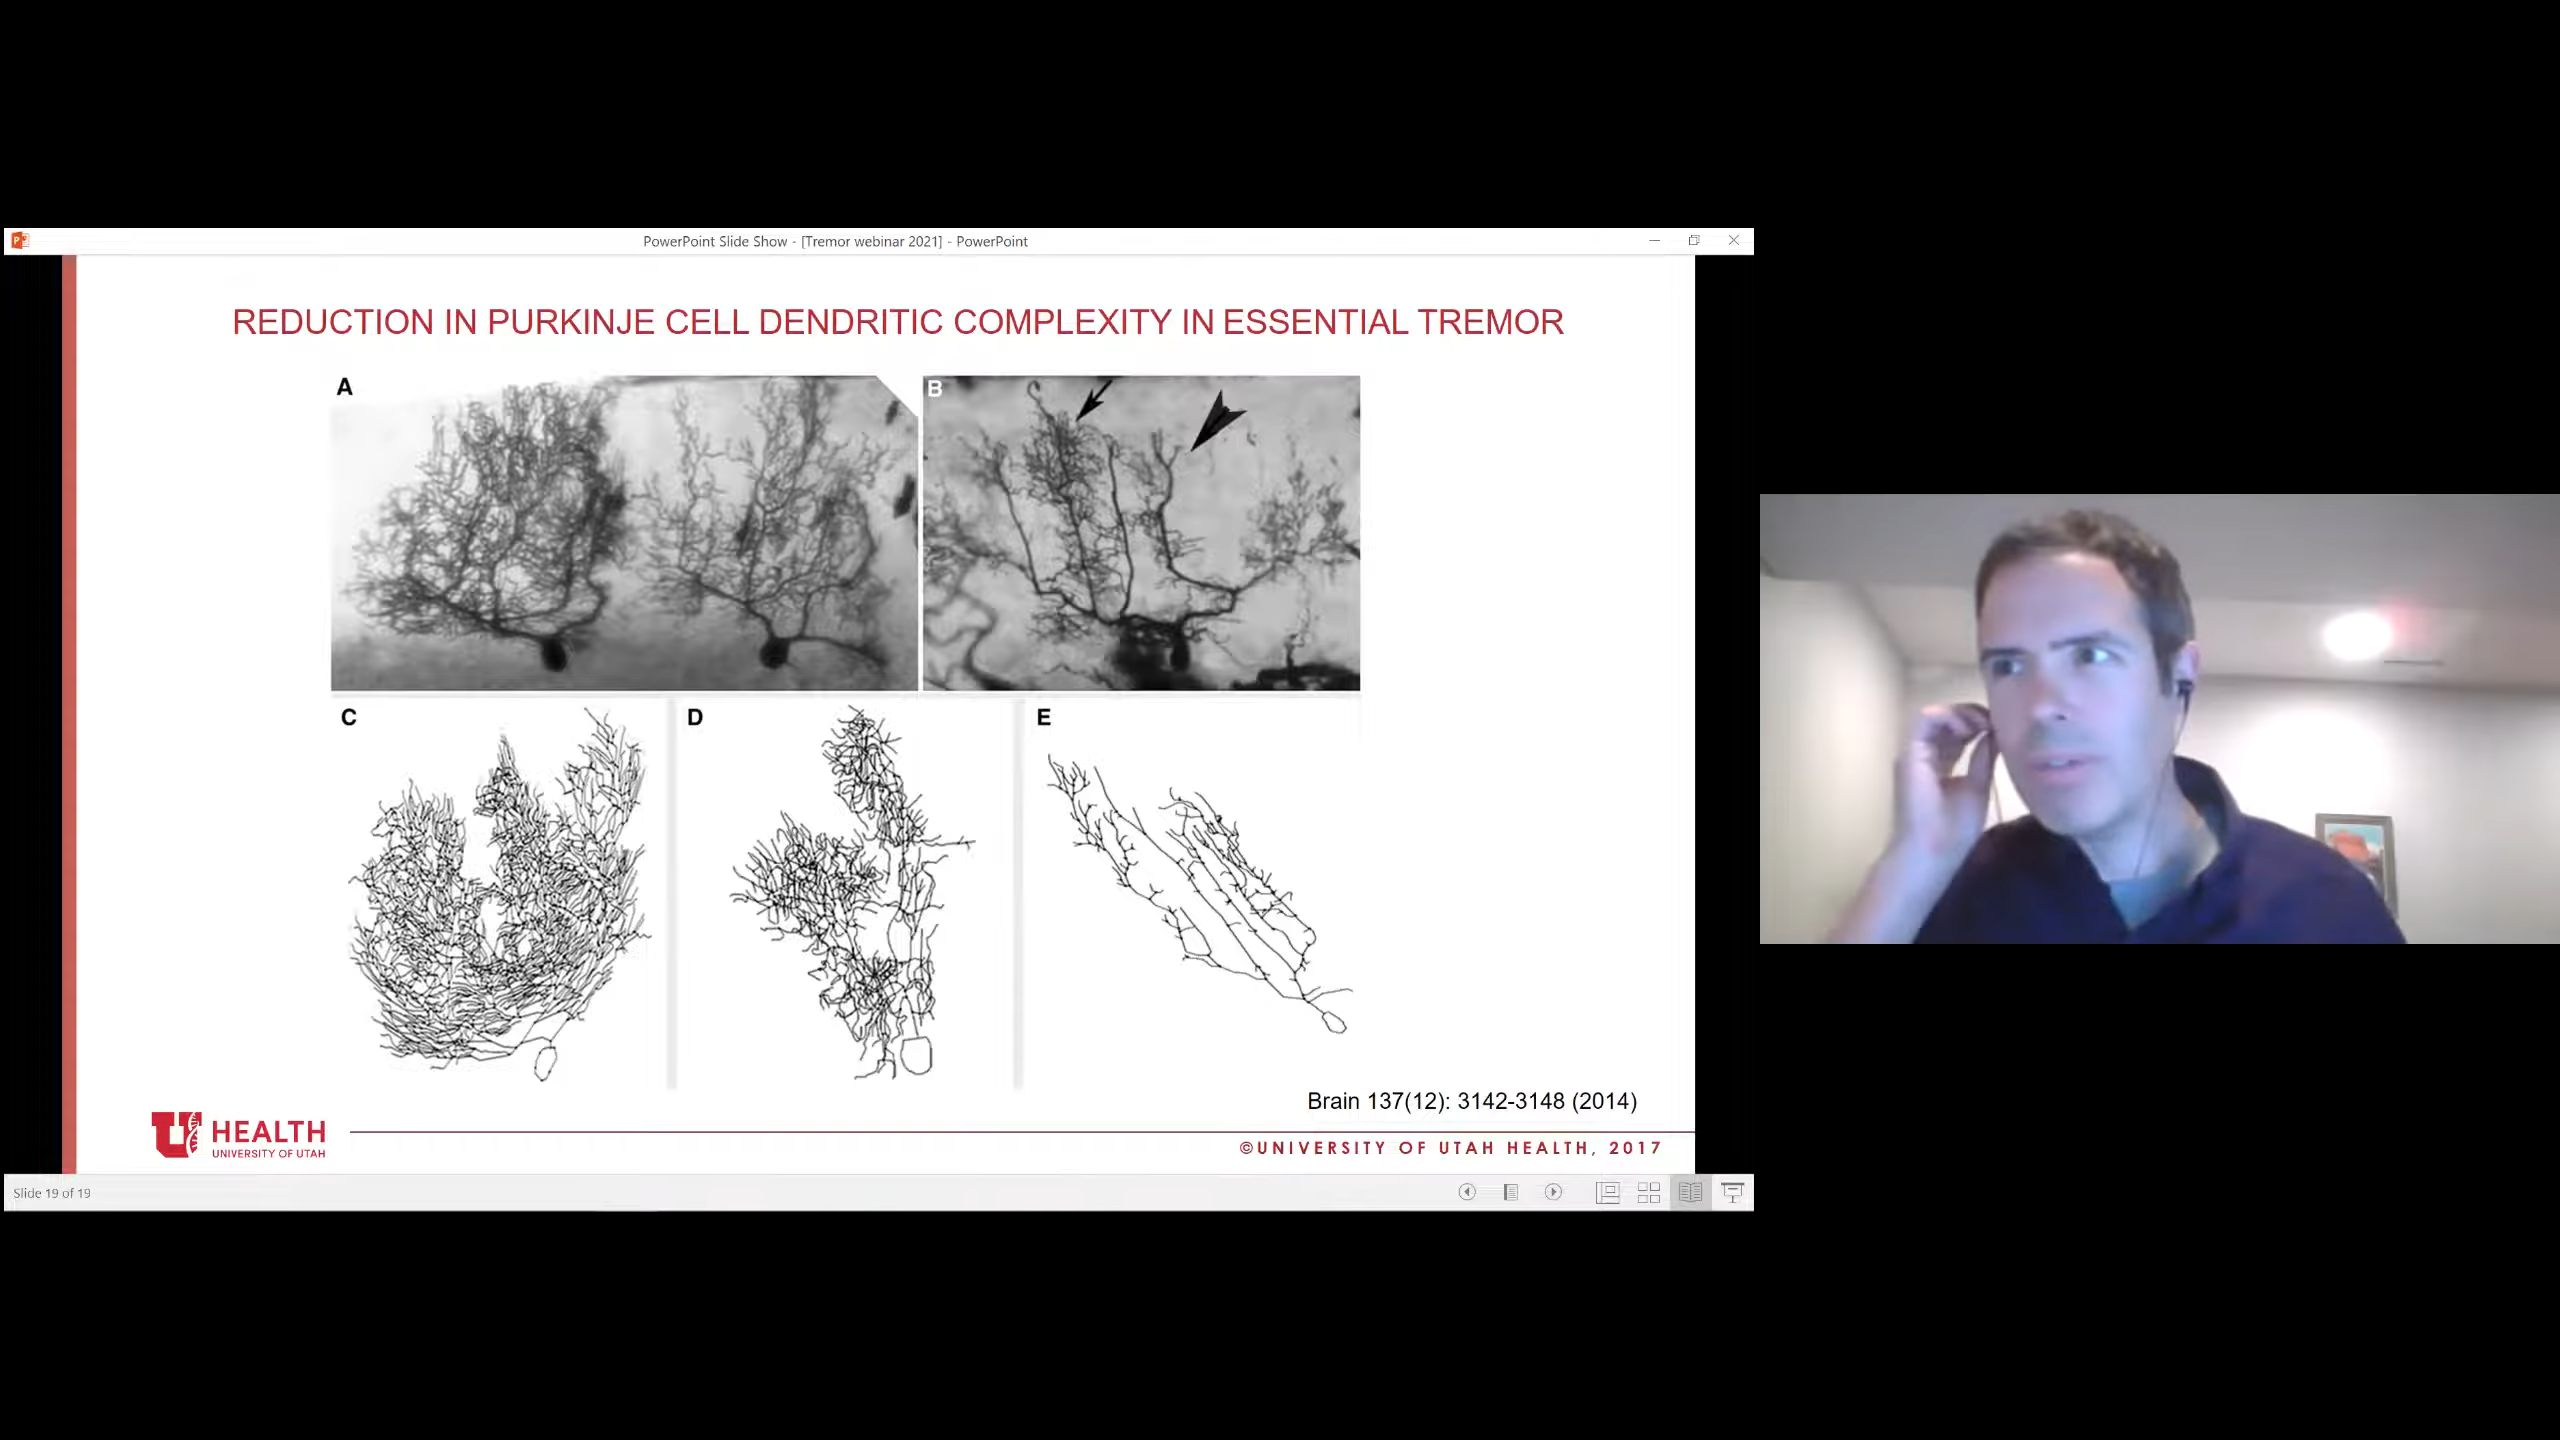 PowerPoint Slide Show - [Tremor webinar 2021] - PowerPoint
REDUCTION IN PURKINJE CELL DENDRITIC COMPLEXITY IN ESSENTIAL TREMOR
A
B
C
D
E
Brain 137(12): 3142-3148 (2014)
U HEALTH
UNIVERSITY OF UTAH
©UNIVERSITY OF UTAH HEALTH, 2017
Slide 19 of 19